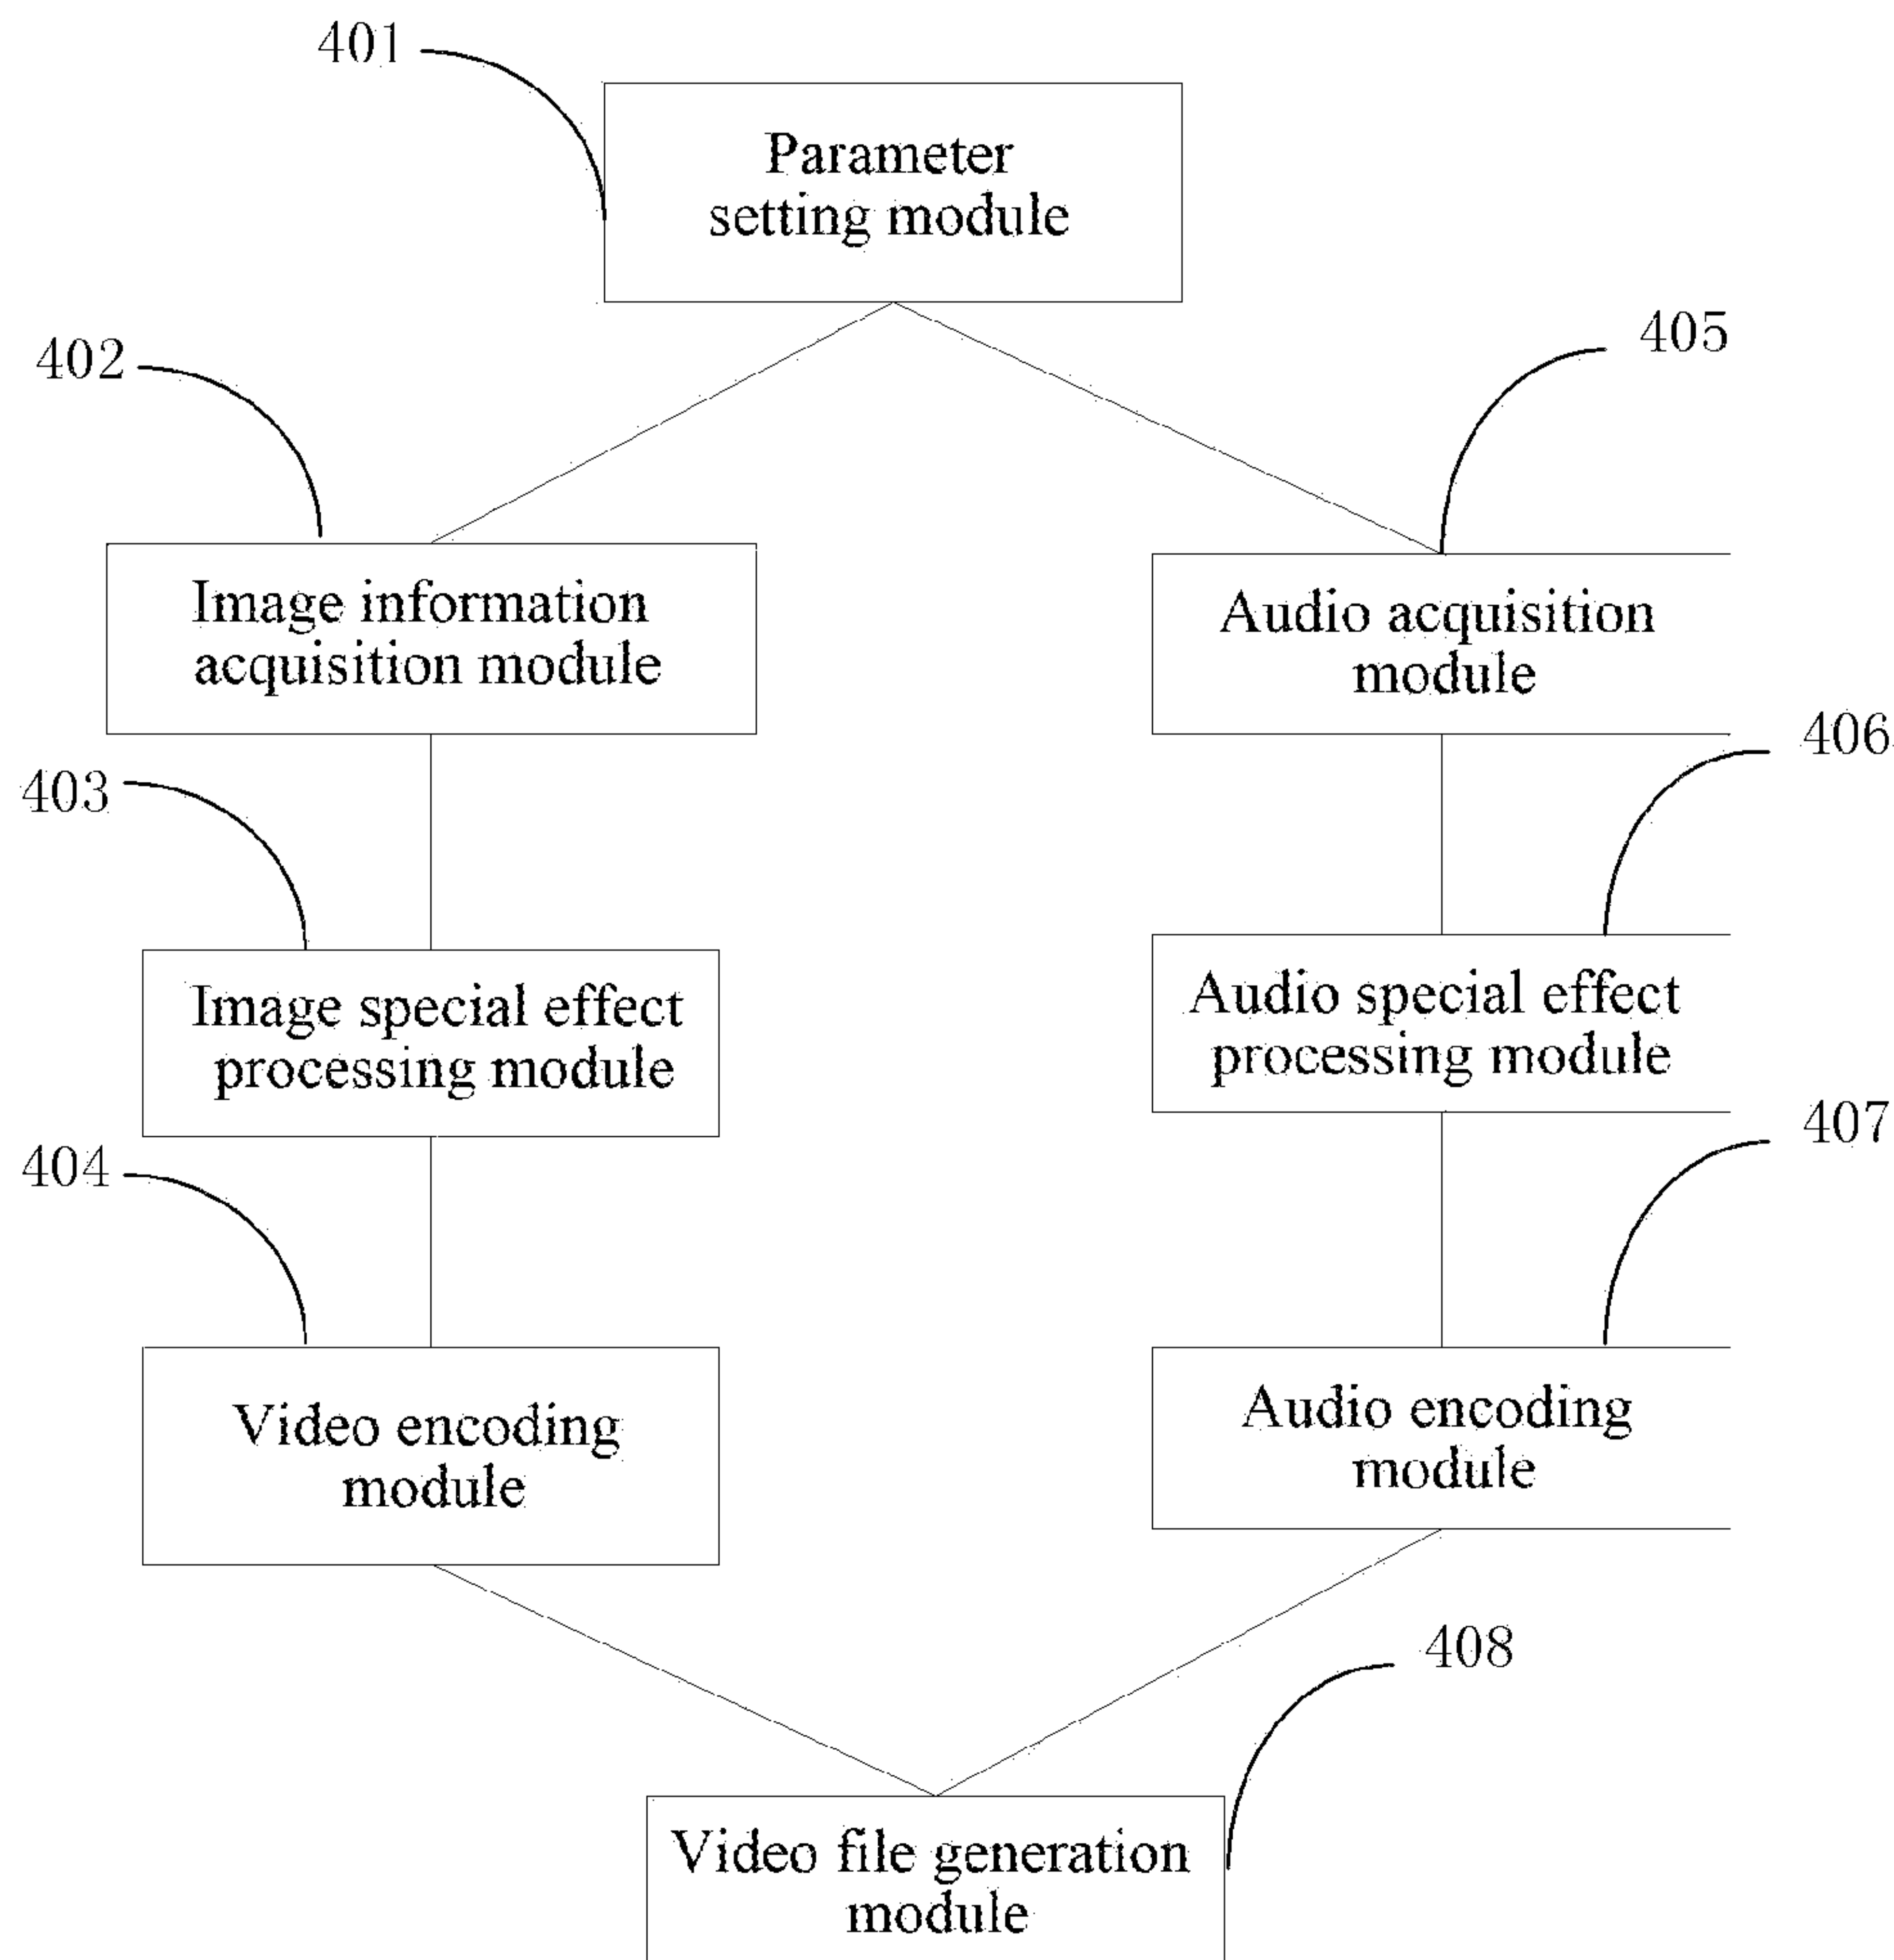 401
Parameter
setting module
402
405
Image information
acquisition module
Audio acquisition
module
403
406
Image special effect
processing module
Audio special effect
processing module
404
407
Video encoding
module
Audio encoding
module
408
Video file generation
module